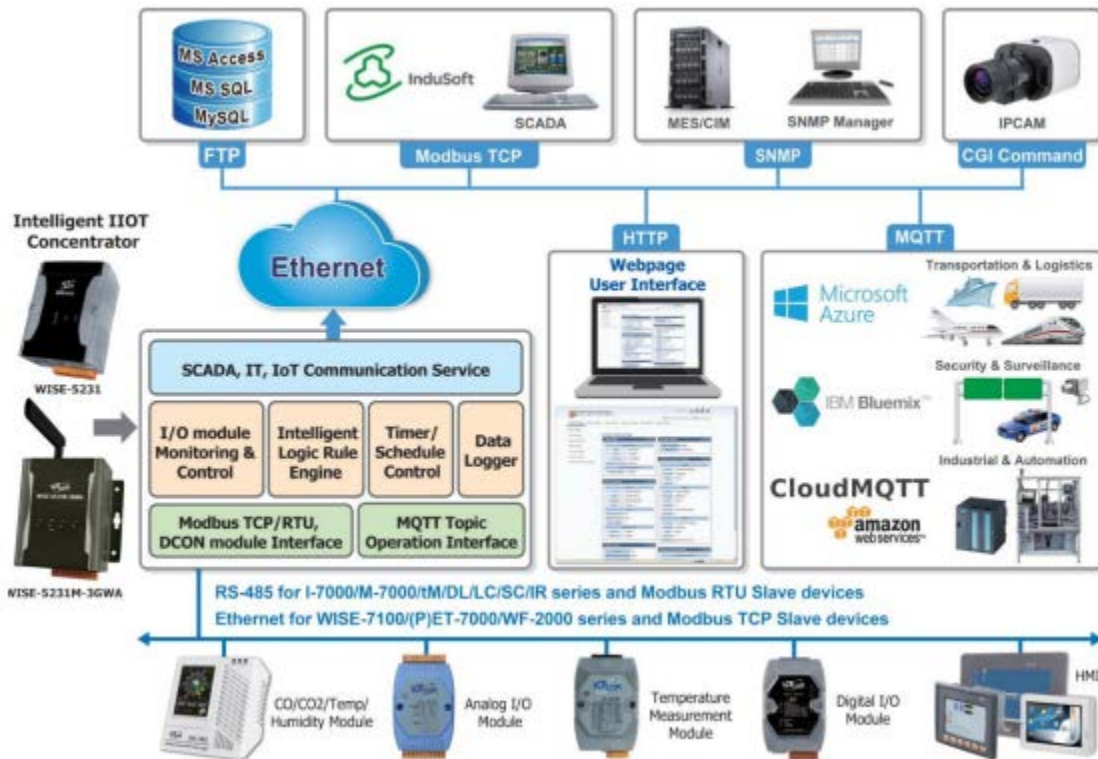 MS Access
MS SQL
MySQL
FTP
InduSoft
SCADA
Modbus TCP
MES/CIM
SNMP Manager
SNMP
IPCAM
CGI Command
Intelligent IIOT
Concentrator
WISE-5231
WISE-5231M-3GWA
Ethernet
SCADA, IT, IoT Communication Service
I/O module
Monitoring &
Control
Intelligent
Logic Rule
Engine
Timer/
Schedule
Control
Data
Logger
Modbus TCP/RTU,
DCON module Interface
MQTT Topic
Operation Interface
HTTP
Webpage
User Interface
MQTT
Microsoft
Azure
IBM Bluemix™
CloudMQTT
amazon
webservices™
Transportation & Logistics
Security & Surveillance
Industrial & Automation
RS-485 for I-7000/M-7000/tM/DL/LC/SC/IR series and Modbus RTU Slave devices
Ethernet for WISE-7100/(P)ET-7000/WF-2000 series and Modbus TCP Slave devices
CO/CO2/Temp/
Humidity Module
Analog I/O
Module
Temperature
Measurement
Module
Digital I/O
Module
HMI